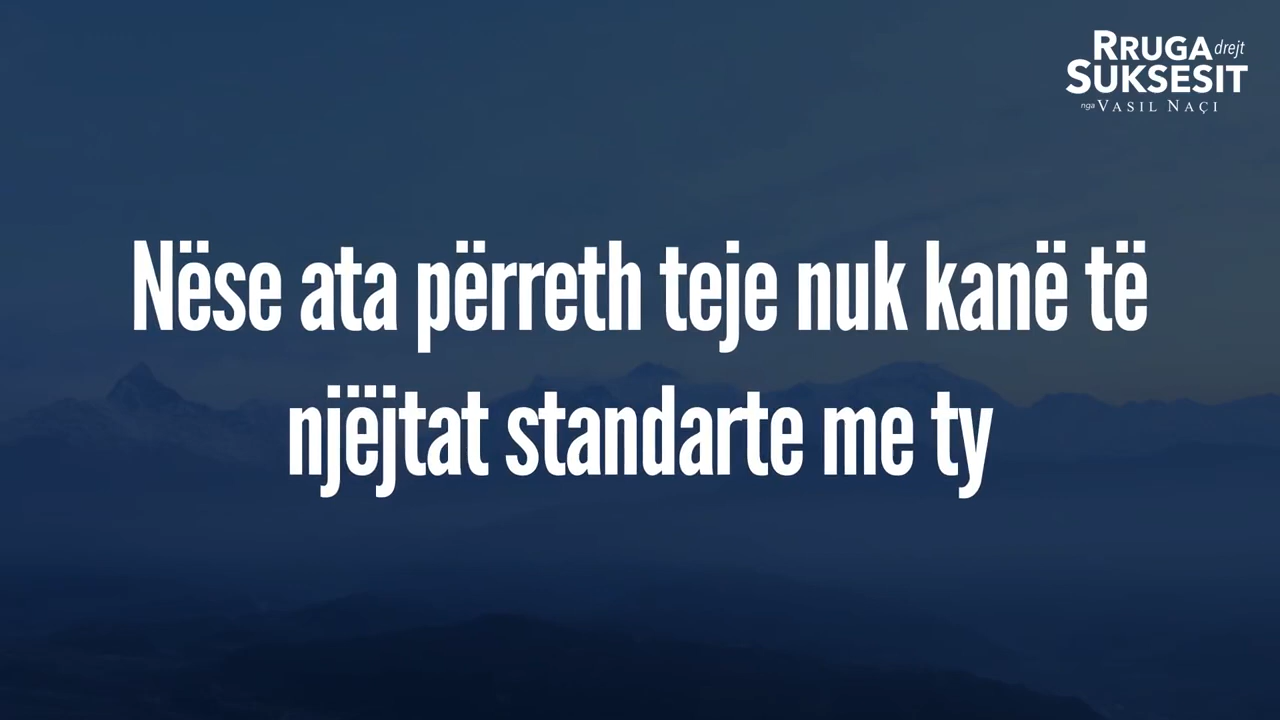 RRUGA drejt
SUKSESIT
nga VASIL NAÇI
Nëse ata përreth teje nuk kanë të
njëjtat standarte me ty